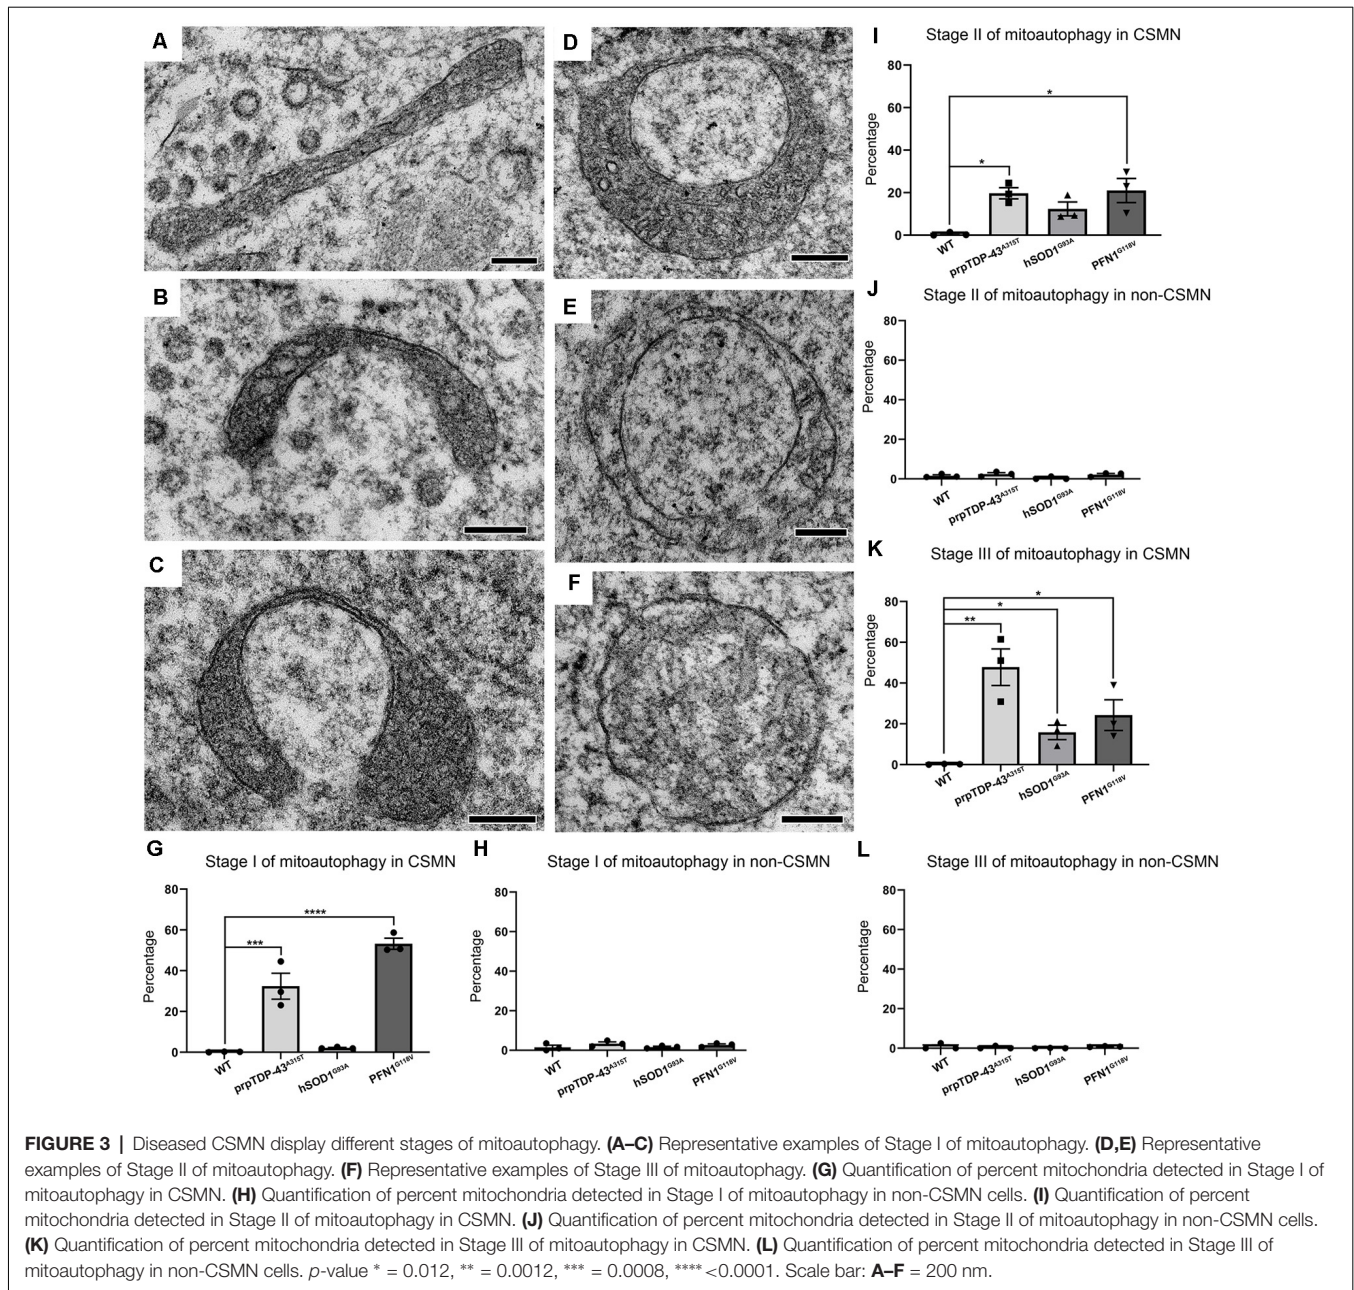 A
D
B
E
C
F
I
Stage II of mitoautophagy in CSMN
Percentage
80
60
40
20
0
*
*
WT
prpTDP-43A315T
hSOD1G93A
PFN1G118V
J
Stage II of mitoautophagy in non-CSMN
Percentage
80
60
40
20
0
WT
prpTDP-43A315T
hSOD1G93A
PFN1G118V
K
Stage III of mitoautophagy in CSMN
Percentage
80
60
40
20
0
*
*
**
WT
prpTDP-43A315T
hSOD1G93A
PFN1G118V
G
Stage I of mitoautophagy in CSMN
Percentage
80
60
40
20
0
****
***
WT
prpTDP-43A315T
hSOD1G93A
PFN1G118V
H
Stage I of mitoautophagy in non-CSMN
Percentage
80
60
40
20
0
WT
prpTDP-43A315T
hSOD1G93A
PFN1G118V
L
Stage III of mitoautophagy in non-CSMN
Percentage
80
60
40
20
0
WT
prpTDP-43A315T
hSOD1G93A
PFN1G118V
FIGURE 3 | Diseased CSMN display different stages of mitoautophagy. (A–C) Representative examples of Stage I of mitoautophagy. (D,E) Representative
examples of Stage II of mitoautophagy. (F) Representative examples of Stage III of mitoautophagy. (G) Quantification of percent mitochondria detected in Stage I of
mitoautophagy in CSMN. (H) Quantification of percent mitochondria detected in Stage I of mitoautophagy in non-CSMN cells. (I) Quantification of percent
mitochondria detected in Stage II of mitoautophagy in CSMN. (J) Quantification of percent mitochondria detected in Stage II of mitoautophagy in non-CSMN cells.
(K) Quantification of percent mitochondria detected in Stage III of mitoautophagy in CSMN. (L) Quantification of percent mitochondria detected in Stage III of
mitoautophagy in non-CSMN cells. p-value * = 0.012, ** = 0.0012, *** = 0.0008, ****<0.0001. Scale bar: A–F = 200 nm.